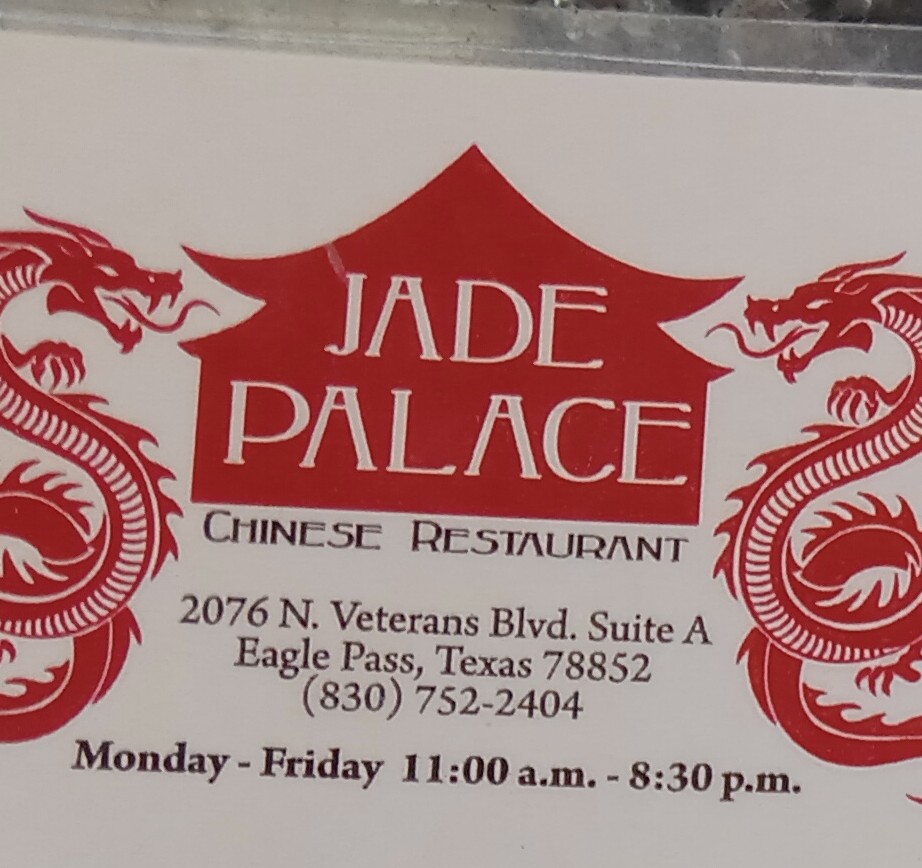 JADE
PALACE
CHINESE RESTAURANT
2076 N. Veterans Blvd. Suite A
Eagle Pass, Texas 78852
(830) 752-2404
Monday - Friday 11:00 a.m. - 8:30 p.m.